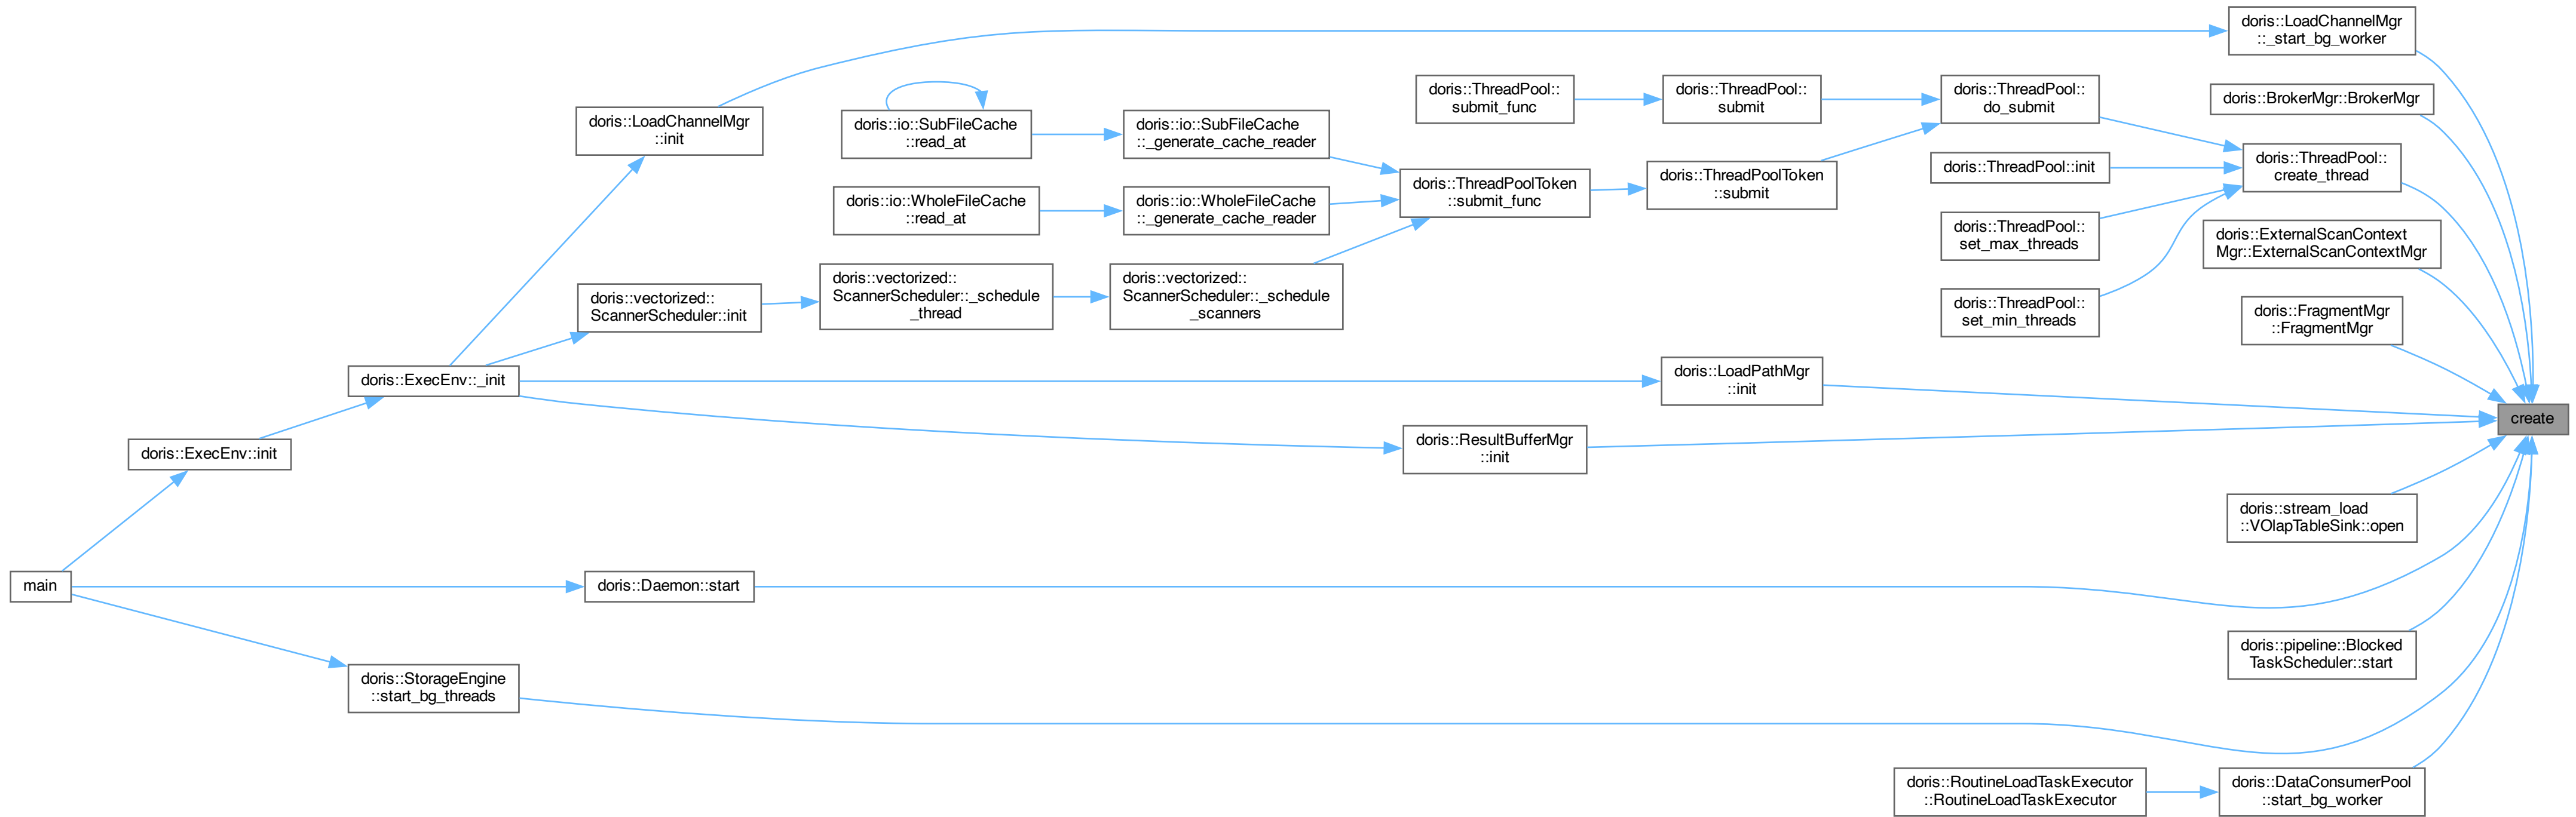 doris::LoadChannelMgr
::_start_bg_worker
doris::ThreadPool::
submit_func
doris::ThreadPool::
submit
doris::ThreadPool::
do_submit
doris::BrokerMgr::BrokerMgr
doris::LoadChannelMgr
::init
doris::io::SubFileCache
::read_at
doris::io::SubFileCache
::_generate_cache_reader
doris::ThreadPool::init
doris::ThreadPool::
create_thread
doris::io::WholeFileCache
::read_at
doris::io::WholeFileCache
::_generate_cache_reader
doris::ThreadPoolToken
::submit_func
doris::ThreadPoolToken
::submit
doris::ThreadPool::
set_max_threads
doris::ExternalScanContext
Mgr::ExternalScanContextMgr
doris::vectorized::
ScannerScheduler::init
doris::vectorized::
ScannerScheduler::_schedule
_thread
doris::vectorized::
ScannerScheduler::_schedule
_scanners
doris::ThreadPool::
set_min_threads
doris::FragmentMgr
::FragmentMgr
doris::ExecEnv::_init
doris::LoadPathMgr
::init
create
doris::ExecEnv::init
doris::ResultBufferMgr
::init
doris::stream_load
::VOlapTableSink::open
main
doris::Daemon::start
doris::pipeline::Blocked
TaskScheduler::start
doris::StorageEngine
::start_bg_threads
doris::RoutineLoadTaskExecutor
::RoutineLoadTaskExecutor
doris::DataConsumerPool
::start_bg_worker